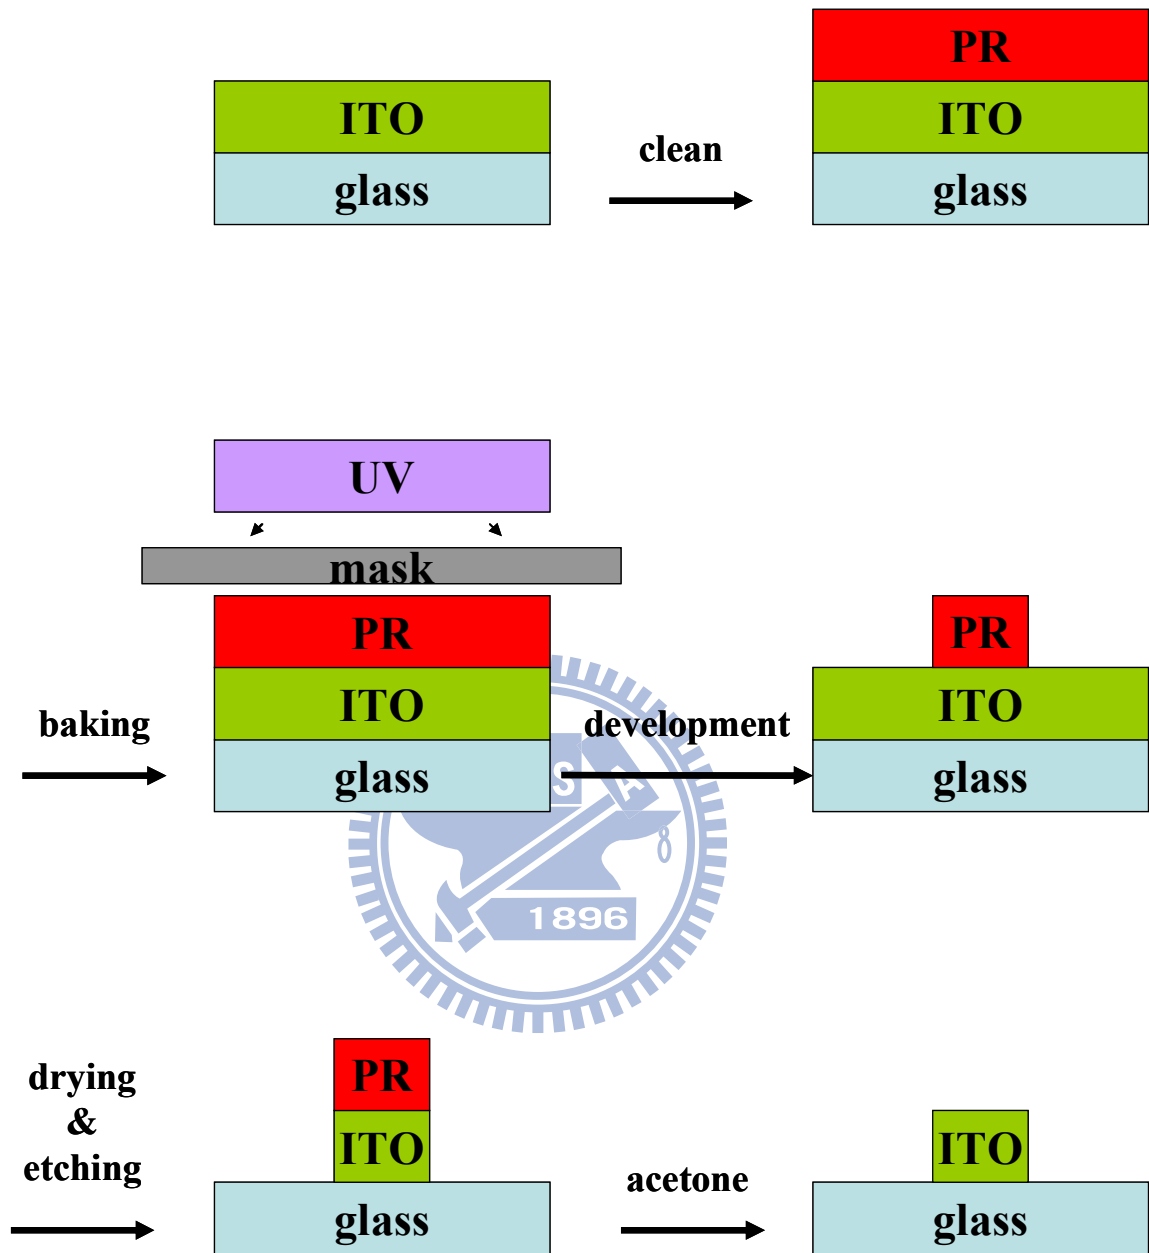 PR
ITO
ITO
clean
glass
glass
UV
mask
PR
PR
ITO
ITO
baking
development
glass
glass
S
A
1896
drying
&
etching
PR
ITO
ITO
acetone
glass
glass